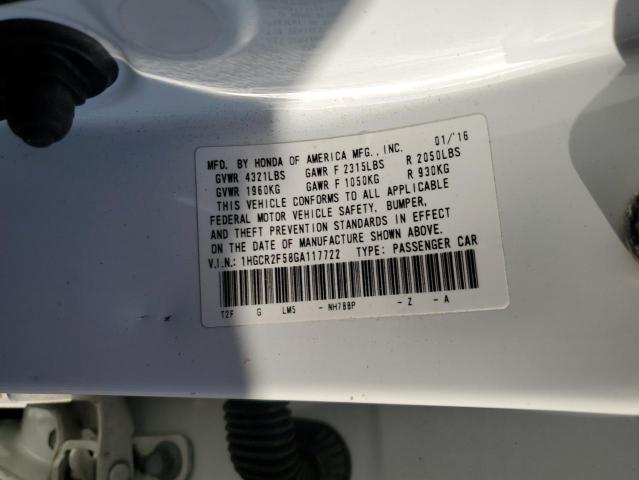 MFD. BY HONDA OF AMERICA MFG., INC. 01/'16
GVWR 4321LBS GAWR F 2315LBS R 2050LBS
GVWR 1960KG GAWR F 1050KG R 930KG
THIS VEHICLE CONFORMS TO ALL APPLICABLE
FEDERAL MOTOR VEHICLE SAFETY, BUMPER,
AND THEFT PREVENTION STANDARDS IN EFFECT
ON THE DATE OF MANUFACTURE SHOWN ABOVE.
V.I.N.: 1HGCR2F58GA117722 TYPE: PASSENGER CAR
T2F G LM5 - NH788P - Z - A